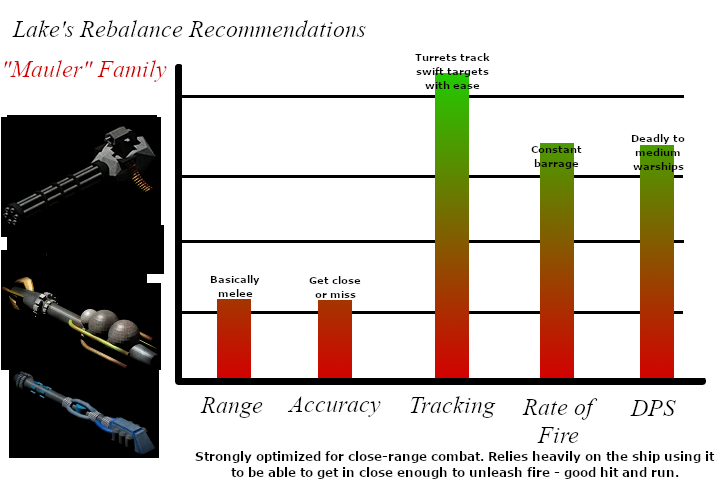 Lake's Rebalance Recommendations
"Mauler" Family
Turrets track
swift targets
with ease
Constant
barrage
Deadly to
medium
warships
Basically
melee
Get close
or miss
Range
Accuracy
Tracking
Rate of
Fire
DPS
Strongly optimized for close-range combat. Relies heavily on the ship using it
to be able to get in close enough to unleash fire - good hit and run.